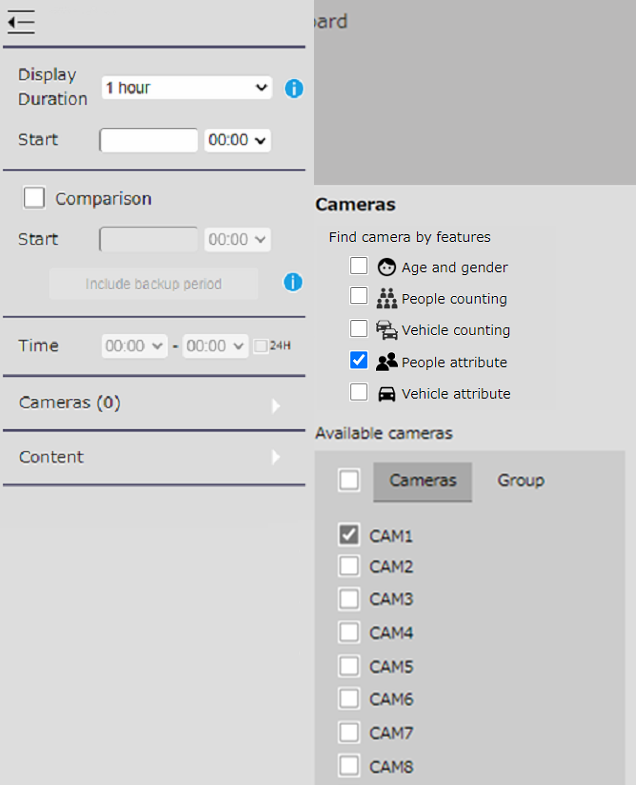 Display
Duration
1 hour
Start
00:00
Comparison
Start
00:00
Include backup period
Time
00:00
-
00:00
24H
Cameras (0)
Content
Cameras
Find camera by features
Age and gender
People counting
Vehicle counting
People attribute
Vehicle attribute
Available cameras
Cameras
Group
CAM1
CAM2
CAM3
CAM4
CAM5
CAM6
CAM7
CAM8